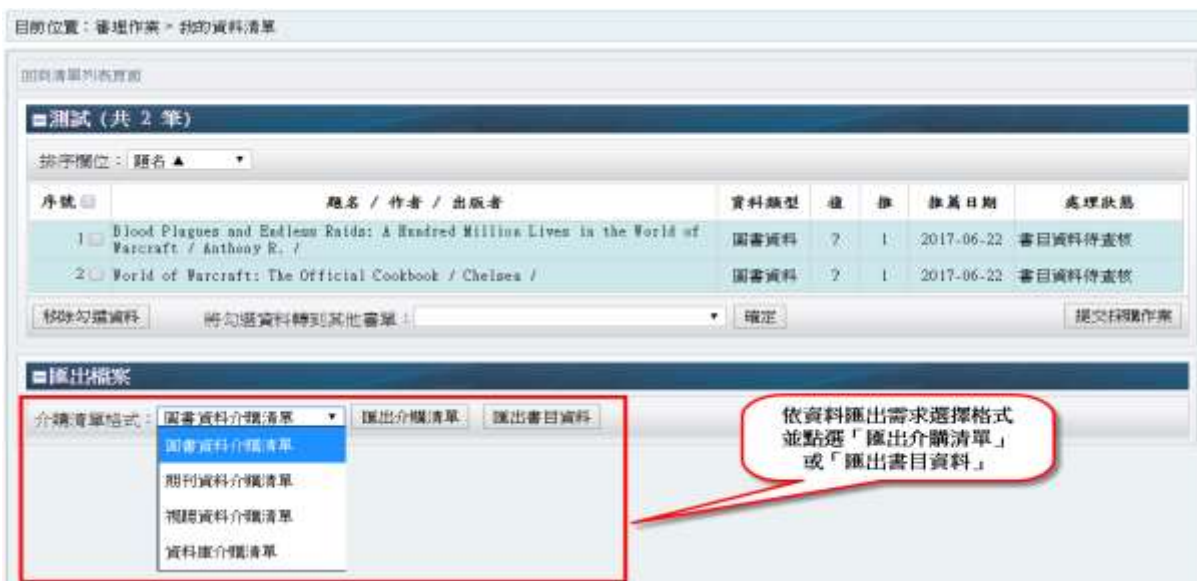 目前位置：審理作業 > 我的資料清單
回到清單列表頁面
測試 (共 2 筆)
排序欄位：題名▲
序號 題名 / 作者 / 出版者 資料類型 複 推 推薦日期 處理狀態
1 Blood Plagues and Endless Raids: A Hundred Million Lives in the World of Warcraft / Anthony R. / 圖書資料 ? 1 2017-06-22 書目資料待查核
2 World of Warcraft: The Official Cookbook / Chelsea / 圖書資料 ? 1 2017-06-22 書目資料待查核
移除勾選資料 將勾選資料轉到其他書單： 確定 提交採購作業
匯出檔案
介購清單格式：圖書資料介購清單 匯出介購清單 匯出書目資料
圖書資料介購清單
期刊資料介購清單
視聽資料介購清單
資料庫介購清單
依資料匯出需求選擇格式
並點選「匯出介購清單」
或「匯出書目資料」